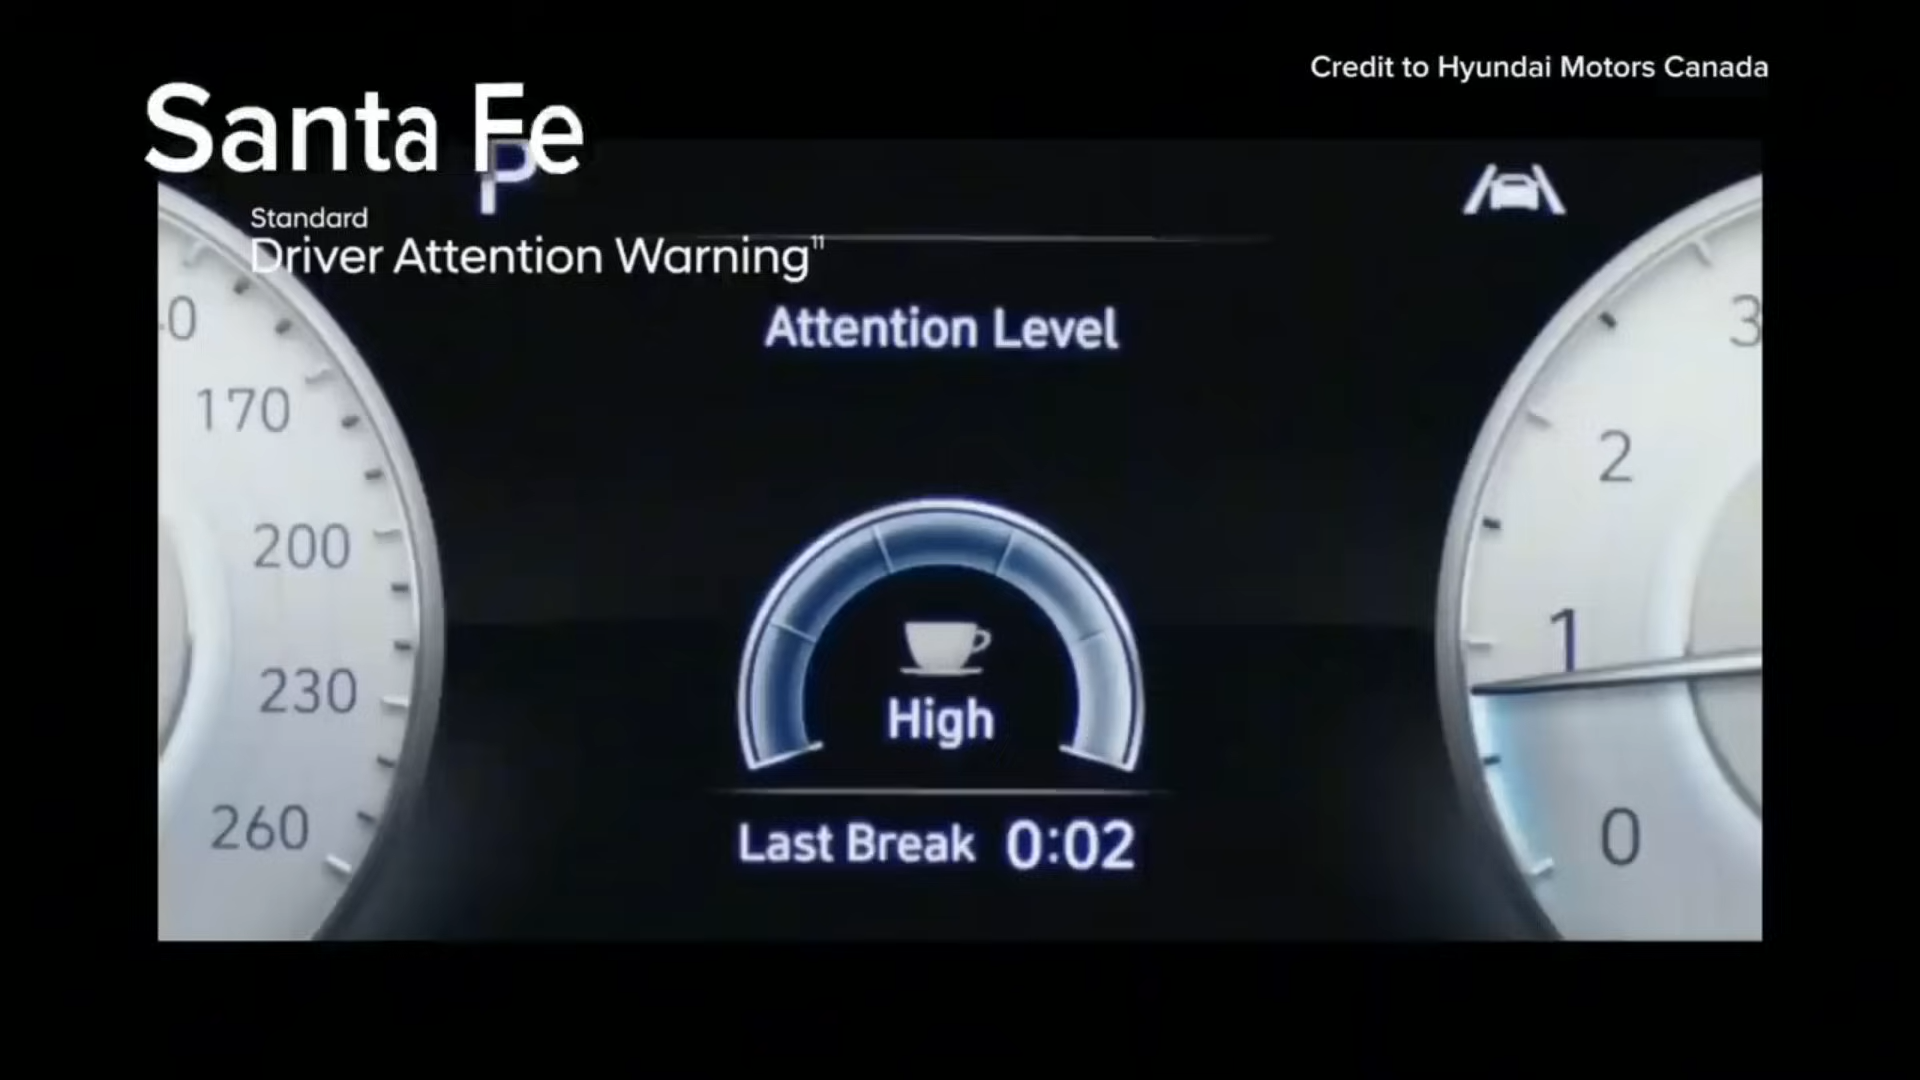 Credit to Hyundai Motors Canada
Santa Fe
P
Standard
Driver Attention Warning¹¹
Attention Level
High
Last Break 0:02
170
200
230
260
3
2
1
0